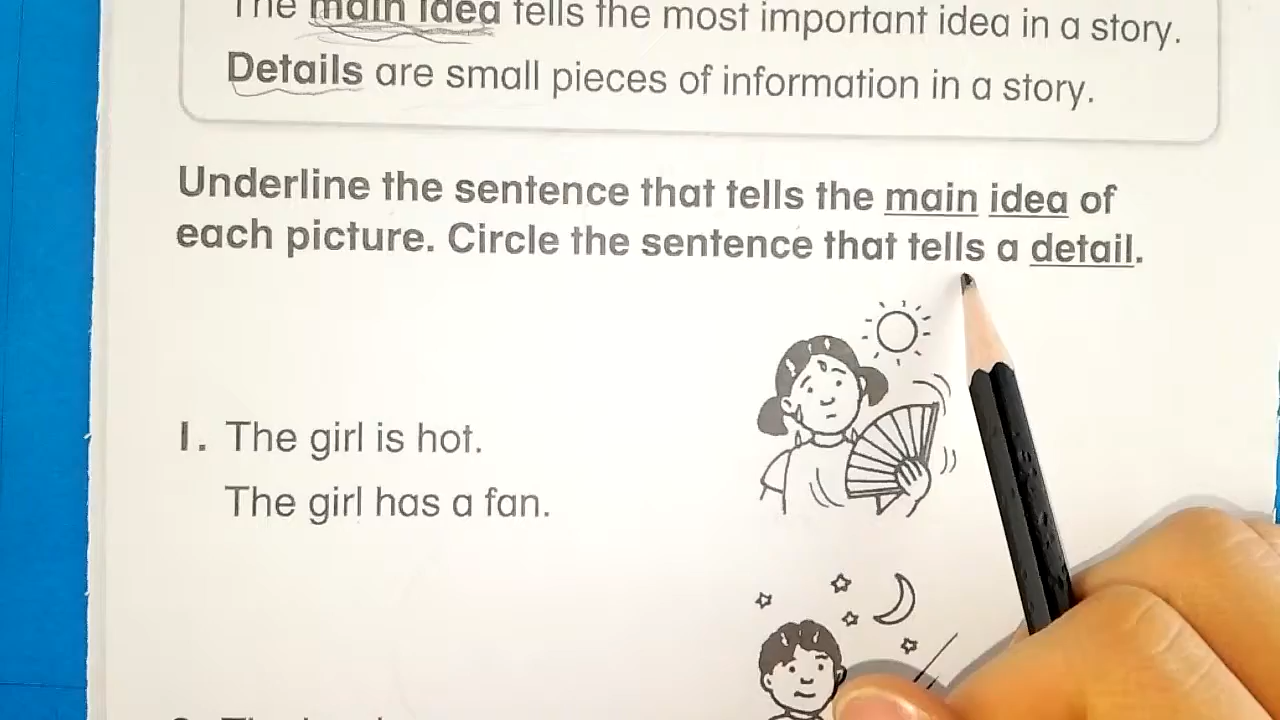 The main idea tells the most important idea in a story.
Details are small pieces of information in a story.
Underline the sentence that tells the main idea of
each picture. Circle the sentence that tells a detail.
1. The girl is hot.
The girl has a fan.